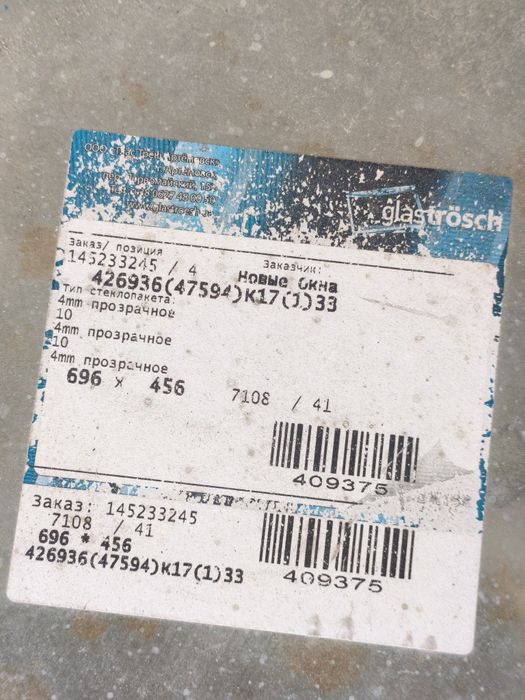 glaströsch
Заказ/ позиция Заказчик:
145233245 / 4 Новые Окна
426936(47594)К17(1)33
Тип стеклопакета:
4mm прозрачное
10
4mm прозрачное
10
4mm прозрачное
696 x 456 7108 / 41
409375
Заказ: 145233245
7108 / 41
696 * 456
426936(47594)К17(1)33
409375